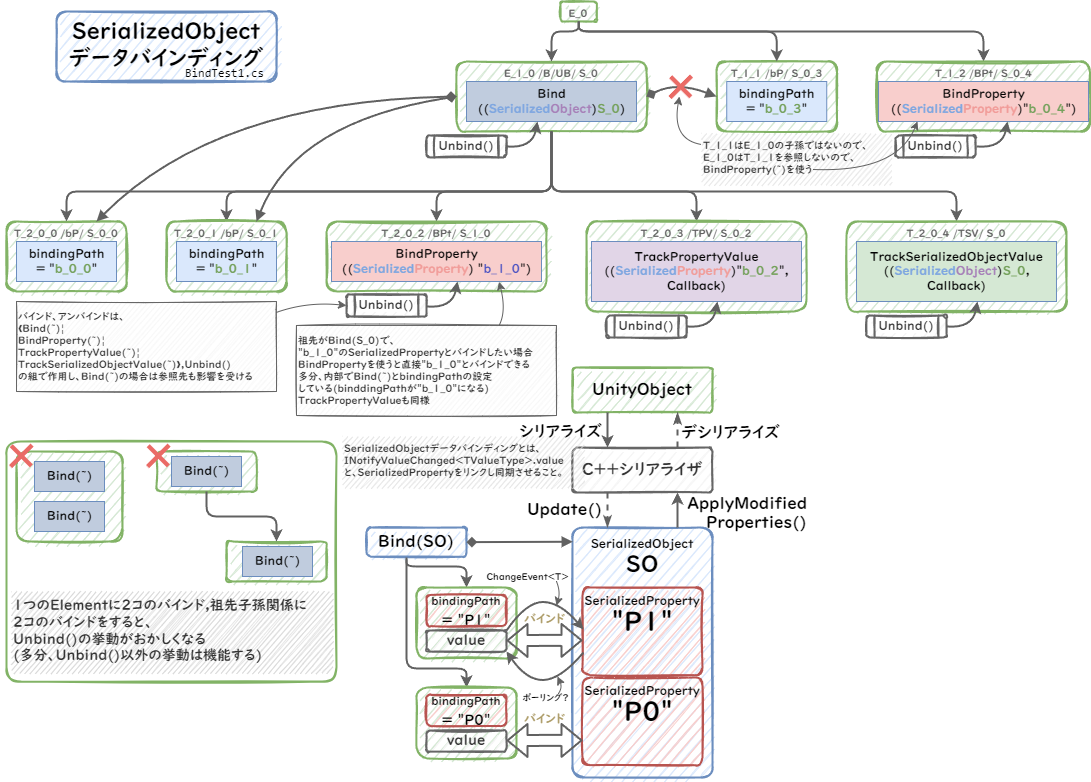 SerializedObject
データバインディング
BindTest1.cs
E_0
E_1_0 /B/UB/ S_0
Bind
((SerializedObject)S_0)
Unbind()
T_1_1 /bP/ S_0_3
bindingPath
= "b_0_3"
T_1_2 /BPt/ S_0_4
BindProperty
((SerializedProperty)"b_0_4")
Unbind()
T_1_1はE_1_0の子孫ではないので、
E_1_0はT_1_1を参照しないので、
BindProperty(~)を使う
T_2_0_0 /bP/ S_0_0
bindingPath
= "b_0_0"
T_2_0_1 /bP/ S_0_1
bindingPath
= "b_0_1"
T_2_0_2 /BPt/ S_1_0
BindProperty
((SerializedProperty) "b_1_0")
Unbind()
T_2_0_3 /TPV/ S_0_2
TrackPropertyValue
((SerializedProperty)"b_0_2",
Callback)
Unbind()
T_2_0_4 /TSV/ S_0
TrackSerializedObjectValue
((SerializedObject)S_0,
Callback)
Unbind()
バインド、アンバインドは、
⟪Bind(~)¦
BindProperty(~)¦
TrackPropertyValue(~)¦
TrackSerializedObjectValue(~)⟫,Unbind()
の組で作用し、Bind(~)の場合は参照先も影響を受ける
祖先がBind(S_0)で、
"b_1_0"のSerializedPropertyとバインドしたい場合
BindPropertyを使うと直接"b_1_0"とバインドできる
多分、内部でBind(~)とbindingPathの設定
している(binddingPathが"b_1_0"になる)
TrackPropertyValueも同様
UnityObject
シリアライズ
デシリアライズ
SerializedObjectデータバインディングとは、
INotifyValueChanged<TValueType>.value
と、SerializedPropertyをリンクし同期させること。
C++シリアライザ
Update()
ApplyModified
Properties()
Bind(~)
Bind(~)
Bind(~)
Bind(~)
1つのElementに2コのバインド,祖先子孫関係に
2コのバインドをすると、
Unbind()の挙動がおかしくなる
(多分、Unbind()以外の挙動は機能する)
Bind(SO)
SerializedObject
SO
ChangeEvent<T>
bindingPath
= "P1"
value
バインド
SerializedProperty
"P1"
ポーリング?
bindingPath
= "P0"
value
バインド
SerializedProperty
"P0"